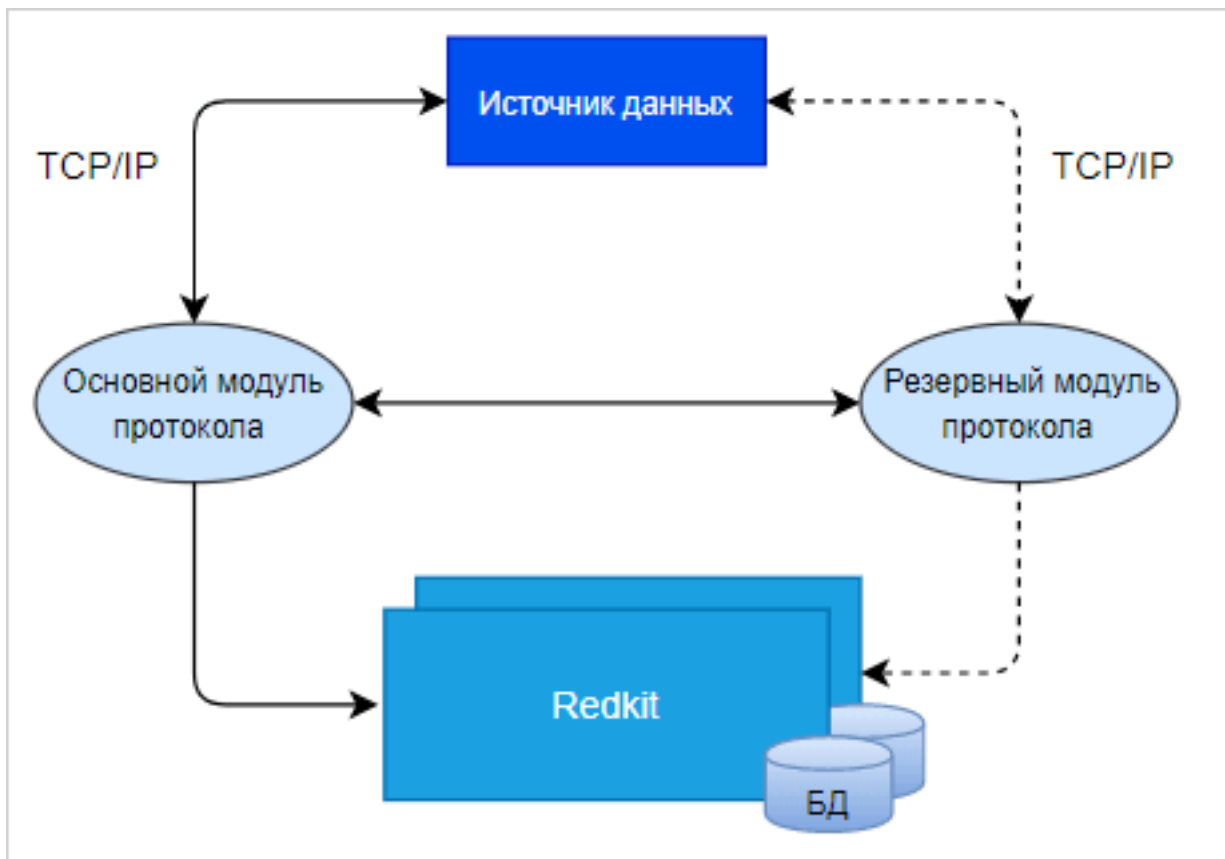 Источник данных
TCP/IP
TCP/IP
Основной модуль
протокола
Резервный модуль
протокола
Redkit
БД